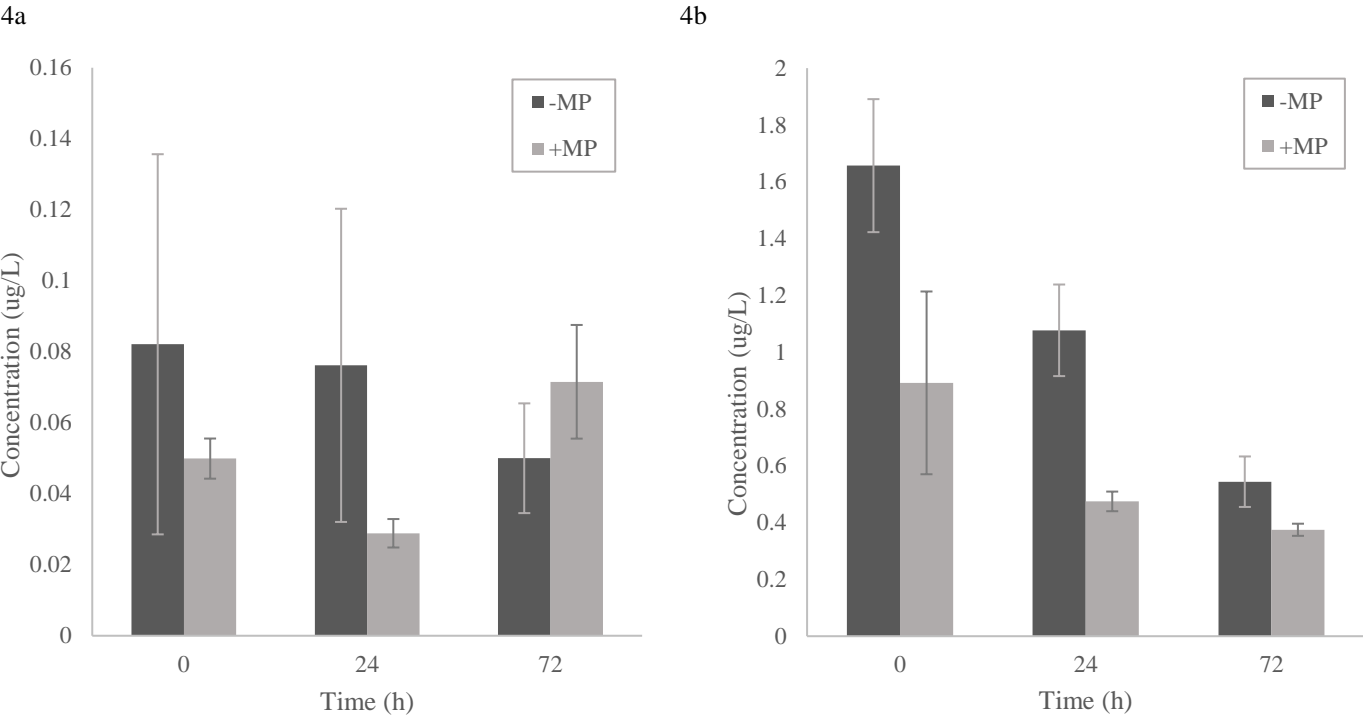 4a
0.16
0.14
0.12
0.1
0.08
0.06
0.04
0.02
0
Concentration (ug/L)
-MP
+MP
0
24
72
Time (h)
4b
2
1.8
1.6
1.4
1.2
1
0.8
0.6
0.4
0.2
0
Concentration (ug/L)
-MP
+MP
0
24
72
Time (h)